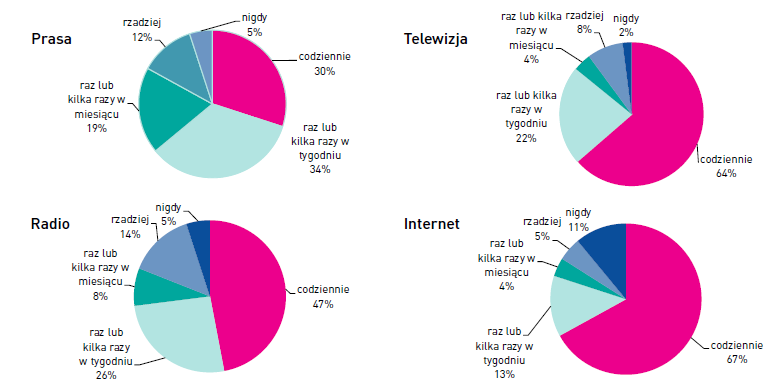 Prasa
rzadziej
12%
nigdy
5%
codziennie
30%
raz lub
kilka razy w
miesiącu
19%
raz lub
kilka razy w
tygodniu
34%
Telewizja
raz lub kilka
razy w
miesiącu
4%
rzadziej
8%
nigdy
2%
raz lub kilka
razy w
tygodniu
22%
codziennie
64%
Radio
nigdy
5%
rzadziej
14%
raz lub
kilka razy w
miesiącu
8%
codziennie
47%
raz lub
kilka razy
w tygodniu
26%
Internet
nigdy
11%
rzadziej
5%
raz lub
kilka razy w
miesiącu
4%
raz lub
kilka razy w
tygodniu
13%
codziennie
67%